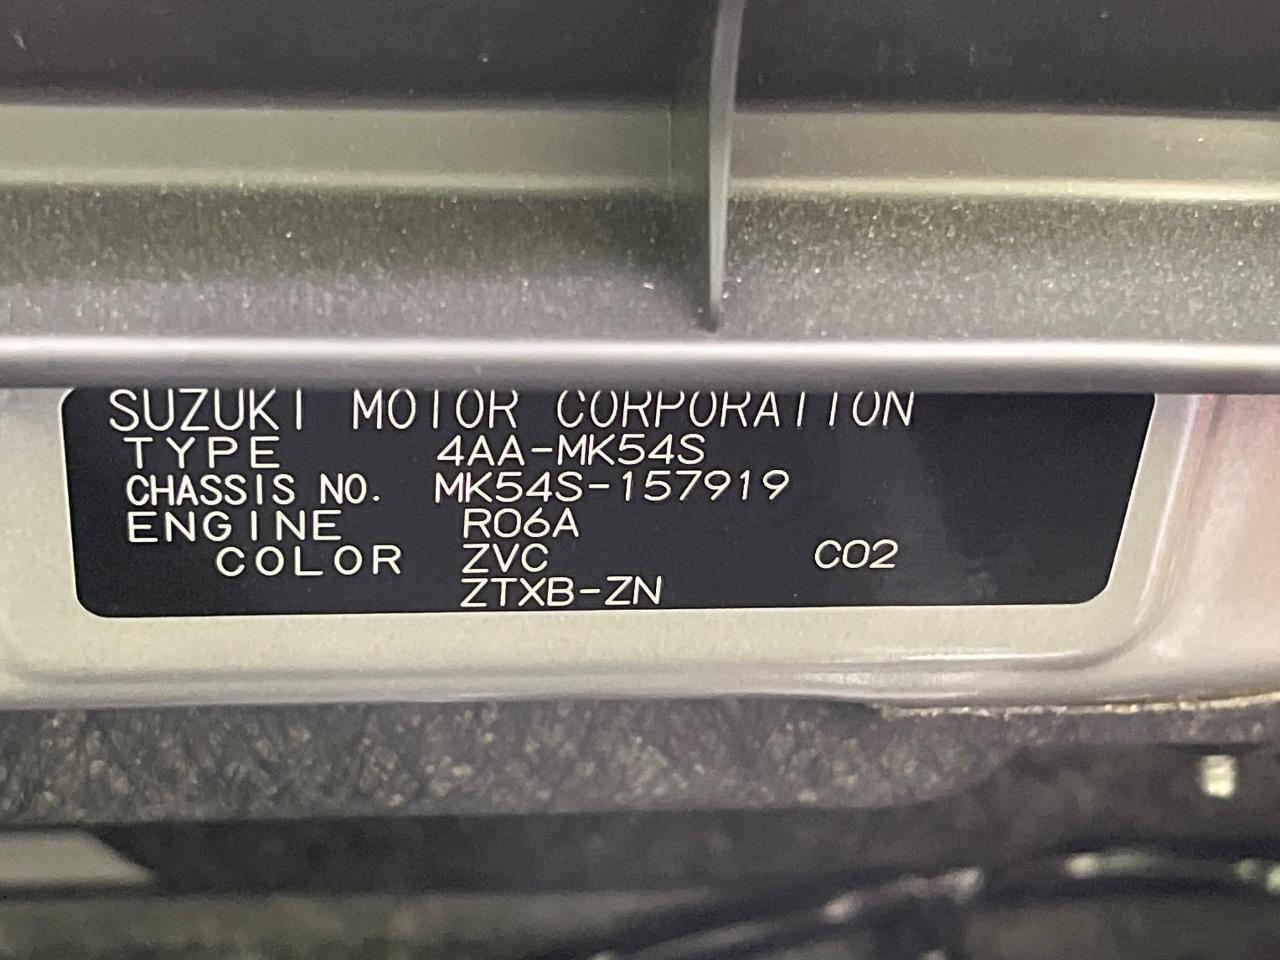 SUZUKI MOTOR CORPORATION
TYPE 4AA-MK54S
CHASSIS NO. MK54S-157919
ENGINE R06A
COLOR ZVC C02
ZTXB-ZN